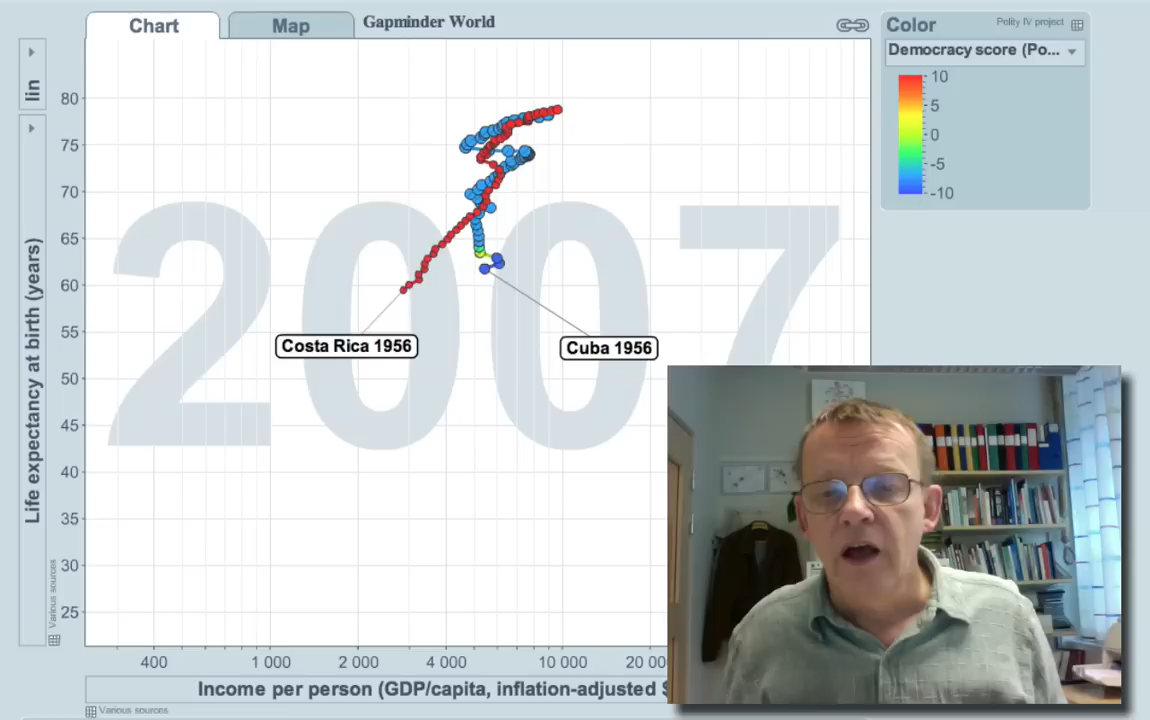 Chart
Map
Gapminder World
Color
Polity IV project
Democracy score (Po...
10
5
0
-5
-10
lin
Life expectancy at birth (years)
Various sources
80
75
70
65
60
55
50
45
40
35
30
25
2007
Costa Rica 1956
Cuba 1956
400
1 000
2 000
4 000
10 000
20 00
Income per person (GDP/capita, inflation-adjusted $
Various sources